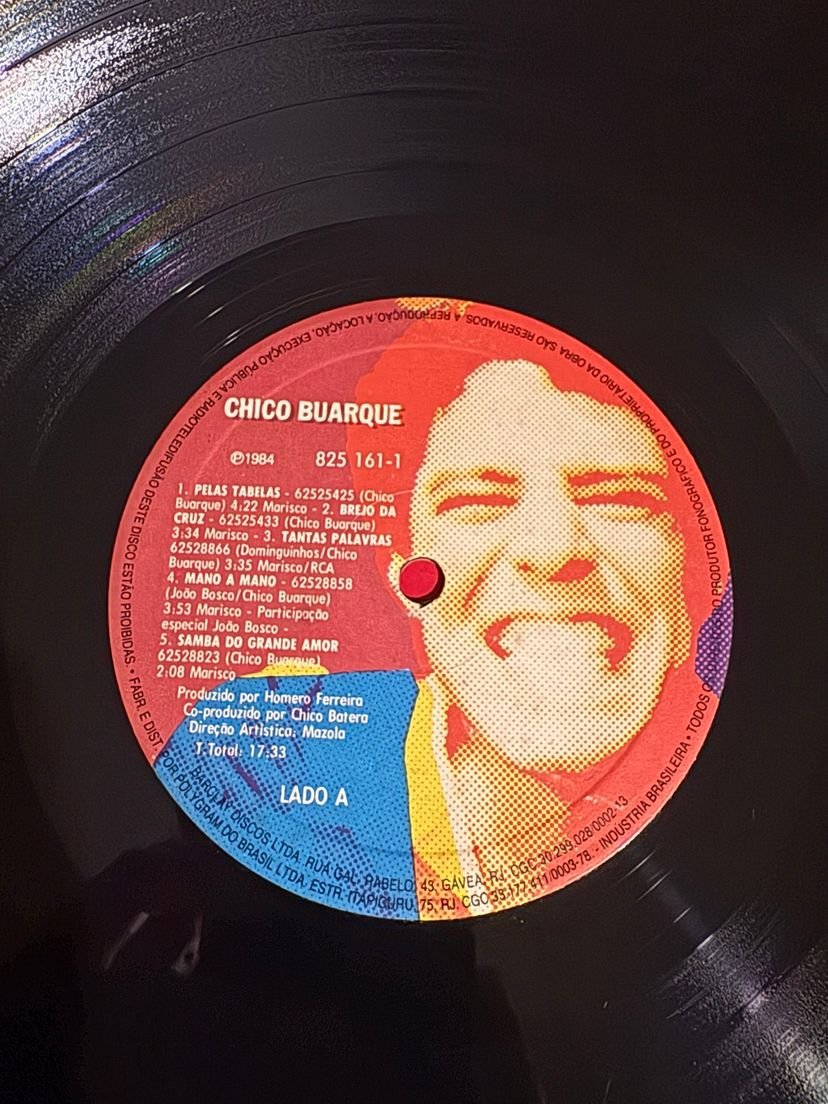 CHICO BUARQUE
℗1984 825 161-1
1. PELAS TABELAS - 62525425 (Chico
Buarque) 4:22 Marisco - 2. BREJO DA
CRUZ - 62525433 (Chico Buarque)
3:34 Marisco - 3. TANTAS PALAVRAS
62528866 (Dominguinhos/Chico
Buarque) 3:35 Marisco/RCA
4. MANO A MANO - 62528858
(João Bosco/Chico Buarque)
3:53 Marisco - Participação
especial João Bosco -
5. SAMBA DO GRANDE AMOR
62528823 (Chico Buarque)
2:08 Marisco
Produzido por Homero Ferreira
Co-produzido por Chico Batera
Direção Artística: Mazola
T.Total: 17:33
LADO A
BARCLAY DISCOS LTDA. RUA GAL. RABELO, 43, GÁVEA, RJ. CGC 30.299.028/0002-13
• FABR. E DIST. POR POLYGRAM DO BRASIL LTDA. ESTR. ITAPICURU, 75, RJ. CGC 33.177.411/0003-78. - INDÚSTRIA BRASILEIRA • TODOS PRODUTOR FONOGRÁFICO E DO PROPRIETÁRIO DA OBRA SÃO RESERVADOS. A REPRODUÇÃO, A LOCAÇÃO, EXECUÇÃO PÚBLICA E RADIOTELEDIFUSÃO DESTE DISCO ESTÃO PROIBIDAS.